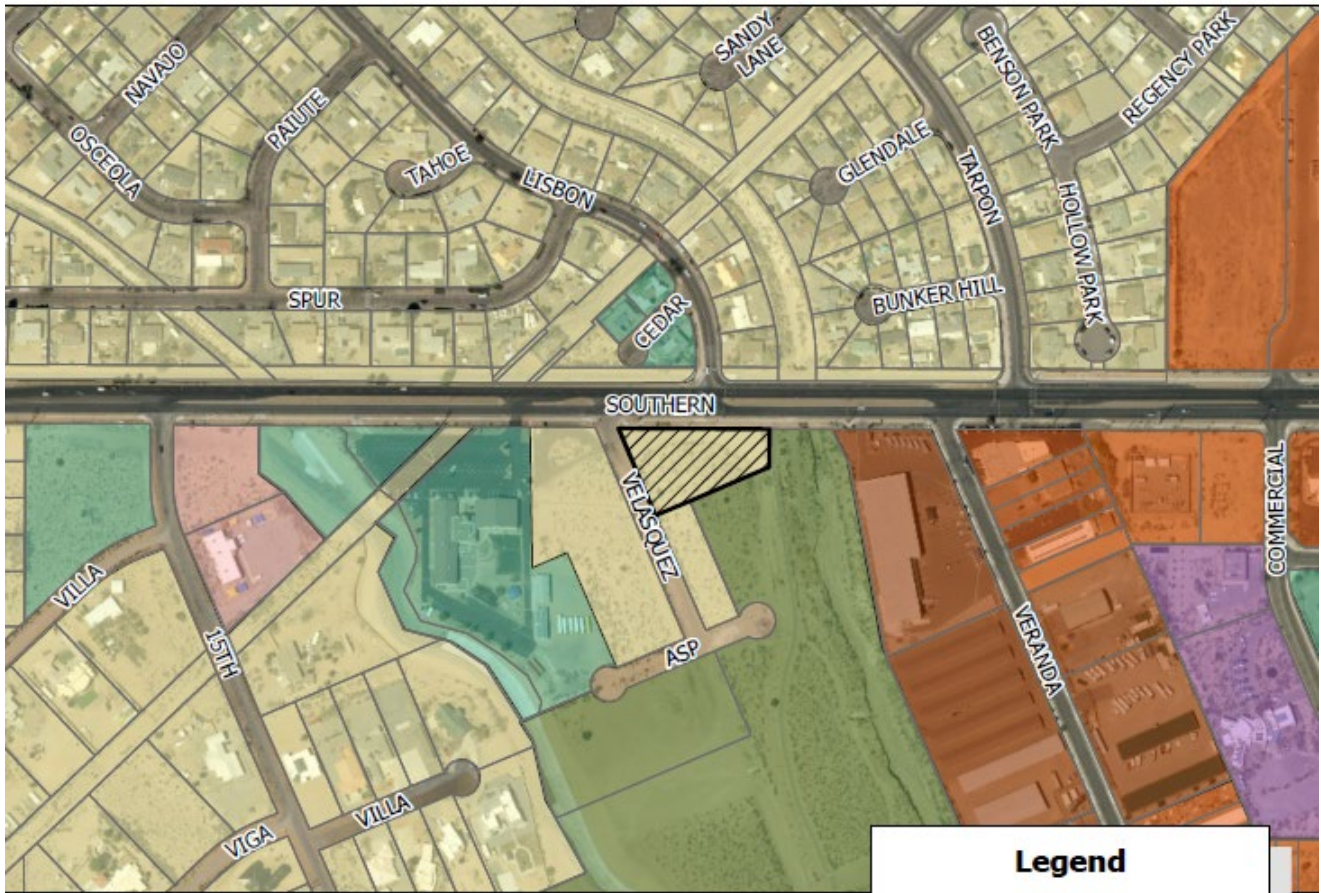 SANDY
LANE
BENSON PARK
REGENCY PARK
NAVAJO
PAIUTE
OSCEOLA
TAHOE
LISBON
GLENDALE
TARPON
HOLLOW PARK
SPUR
CEDAR
BUNKER HILL
SOUTHERN
VELASQUEZ
COMMERCIAL
VILLA
15TH
ASP
VERANDA
VILLA
VIGA
Legend